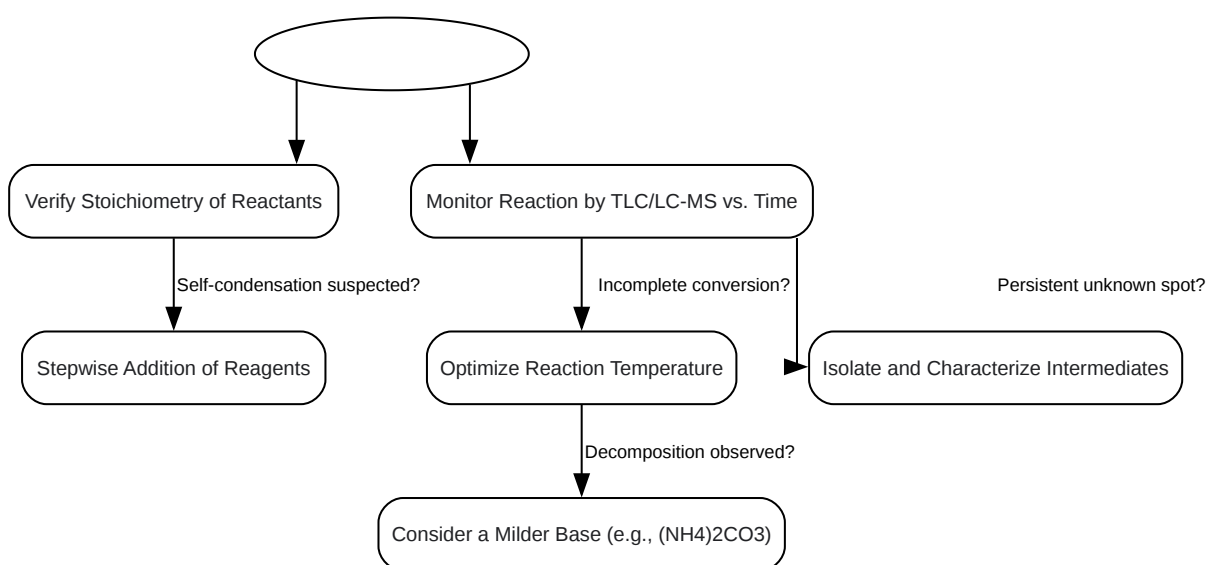 Verify Stoichiometry of Reactants
Monitor Reaction by TLC/LC-MS vs. Time
Self-condensation suspected?
Incomplete conversion?
Persistent unknown spot?
Stepwise Addition of Reagents
Optimize Reaction Temperature
Isolate and Characterize Intermediates
Decomposition observed?
Consider a Milder Base (e.g., (NH4)2CO3)